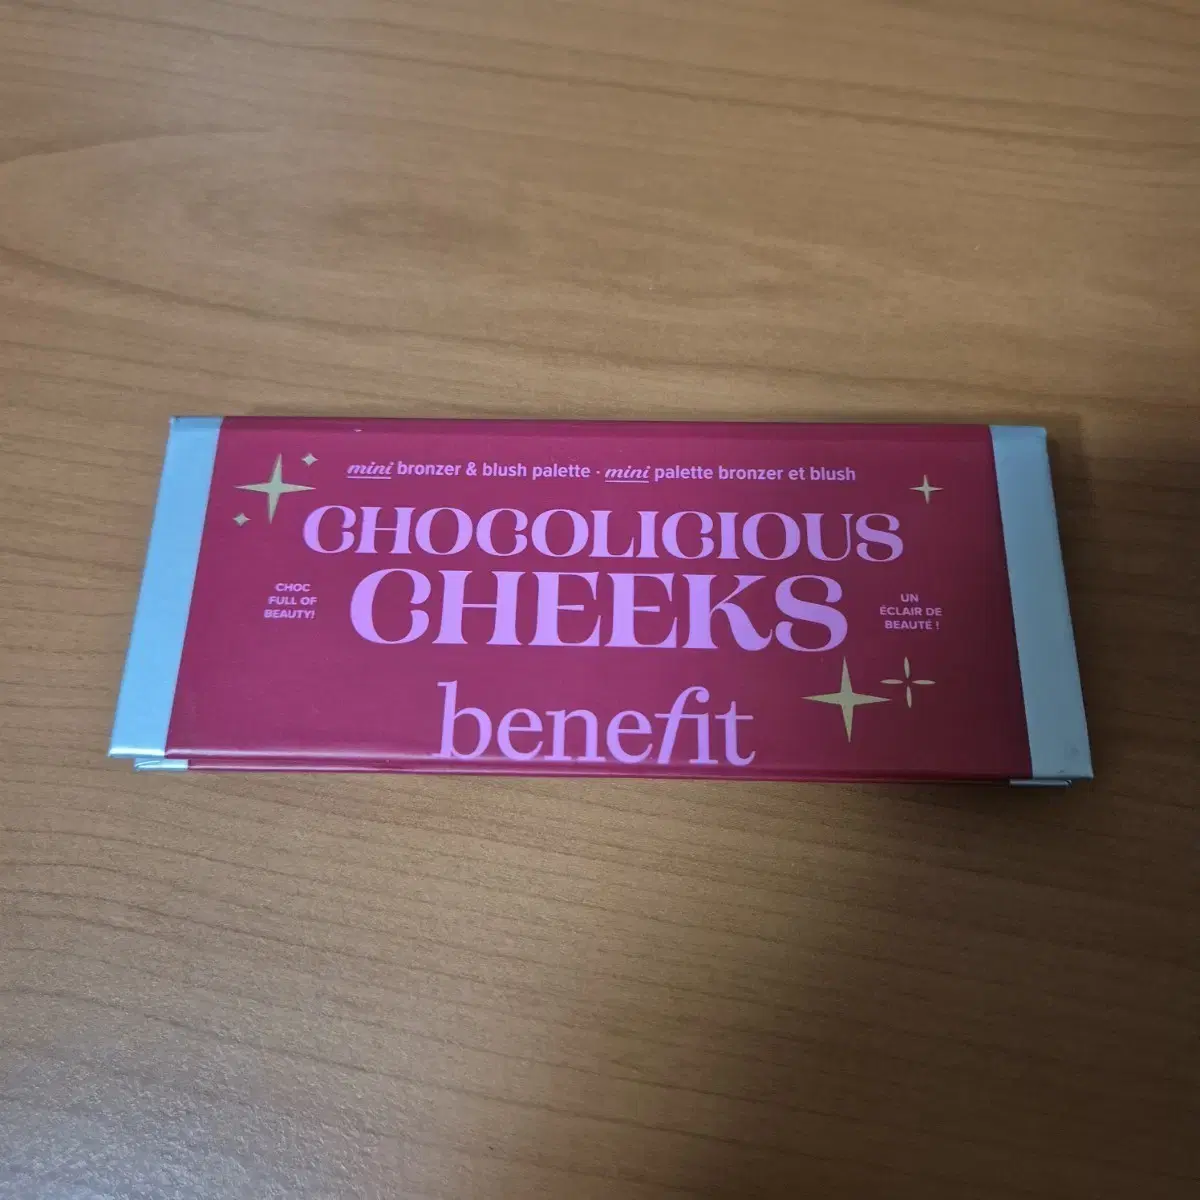 mini bronzer & blush palette · mini palette bronzer et blush
CHOCOLICIOUS
CHEEKS
CHOC
FULL OF
BEAUTY!
UN
ÉCLAIR DE
BEAUTÉ !
benefit